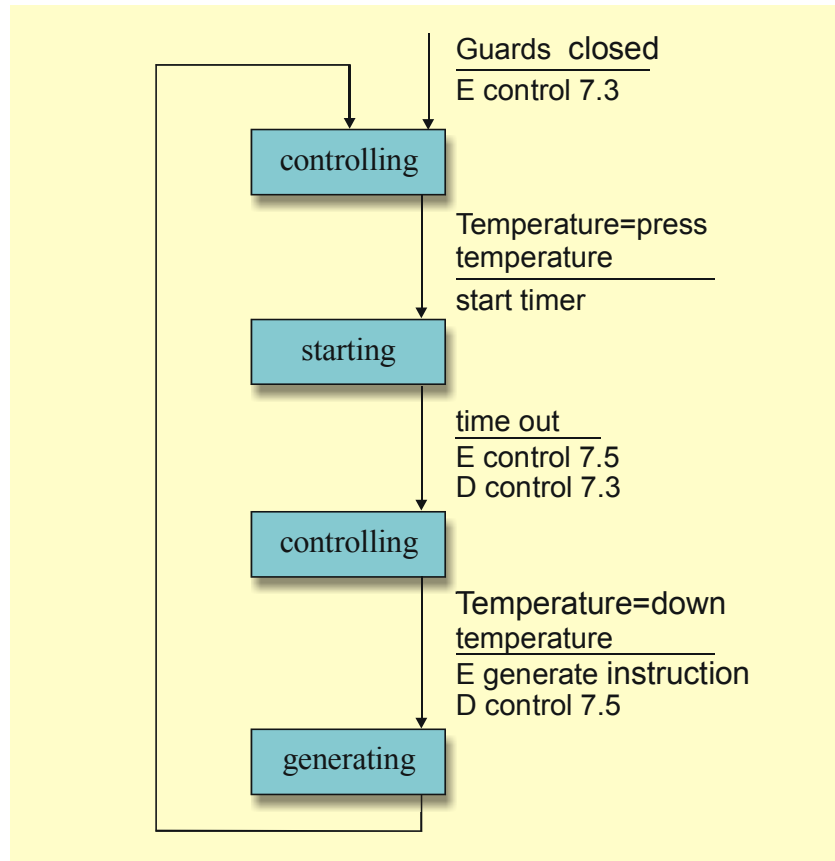 Guards closed
E control 7.3
controlling
Temperature=press
temperature
start timer
starting
time out
E control 7.5
D control 7.3
controlling
Temperature=down
temperature
E generate instruction
D control 7.5
generating